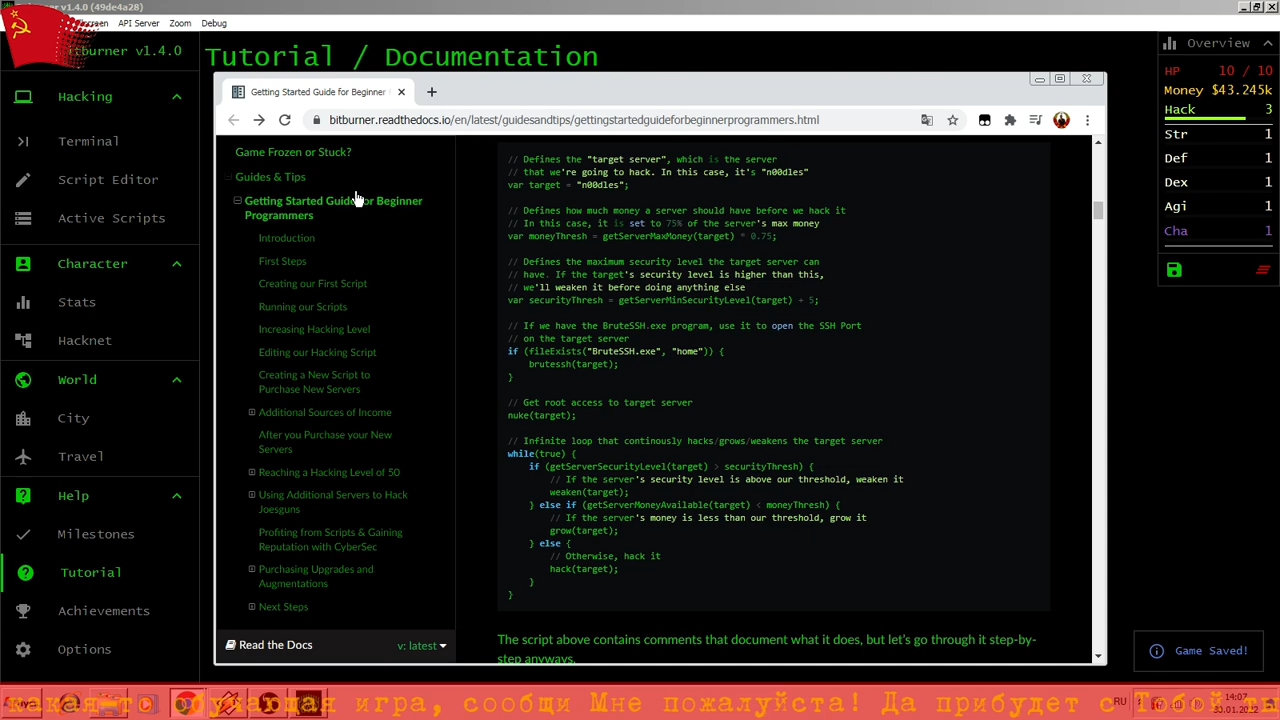 Bitburner v1.4.0 (49de4a28)
screen API Server Zoom Debug
Bitburner v1.4.0
Tutorial / Documentation
Overview
HP 10 / 10
Money $43.245k
Hack 3
Str 1
Def 1
Dex 1
Agi 1
Cha 1
Hacking
Terminal
Script Editor
Active Scripts
Character
Stats
Hacknet
World
City
Travel
Help
Milestones
Tutorial
Achievements
Options
Getting Started Guide for Beginner
bitburner.readthedocs.io/en/latest/guidesandtips/gettingstartedguideforbeginnerprogrammers.html
Game Frozen or Stuck?
Guides & Tips
Getting Started Guide for Beginner
Programmers
Introduction
First Steps
Creating our First Script
Running our Scripts
Increasing Hacking Level
Editing our Hacking Script
Creating a New Script to
Purchase New Servers
Additional Sources of Income
After you Purchase your New
Servers
Reaching a Hacking Level of 50
Using Additional Servers to Hack
Joesguns
Profiting from Scripts & Gaining
Reputation with CyberSec
Purchasing Upgrades and
Augmentations
Next Steps
Read the Docs
v: latest
// Defines the "target server", which is the server
// that we're going to hack. In this case, it's "n00dles"
var target = "n00dles";
// Defines how much money a server should have before we hack it
// In this case, it is set to 75% of the server's max money
var moneyThresh = getServerMaxMoney(target) * 0.75;
// Defines the maximum security level the target server can
// have. If the target's security level is higher than this,
// we'll weaken it before doing anything else
var securityThresh = getServerMinSecurityLevel(target) + 5;
// If we have the BruteSSH.exe program, use it to open the SSH Port
// on the target server
if (fileExists("BruteSSH.exe", "home")) {
brutessh(target);
}
// Get root access to target server
nuke(target);
// Infinite loop that continously hacks/grows/weakens the target server
while(true) {
if (getServerSecurityLevel(target) > securityThresh) {
// If the server's security level is above our threshold, weaken it
weaken(target);
} else if (getServerMoneyAvailable(target) < moneyThresh) {
// If the server's money is less than our threshold, grow it
grow(target);
} else {
// Otherwise, hack it
hack(target);
}
}
The script above contains comments that document what it does, but let's go through it step-by-
step anyways.
Game Saved!
игра, сообщи Мне пожалуйста! Да прибудет с Тобой
RU
14:07
30.01.2022